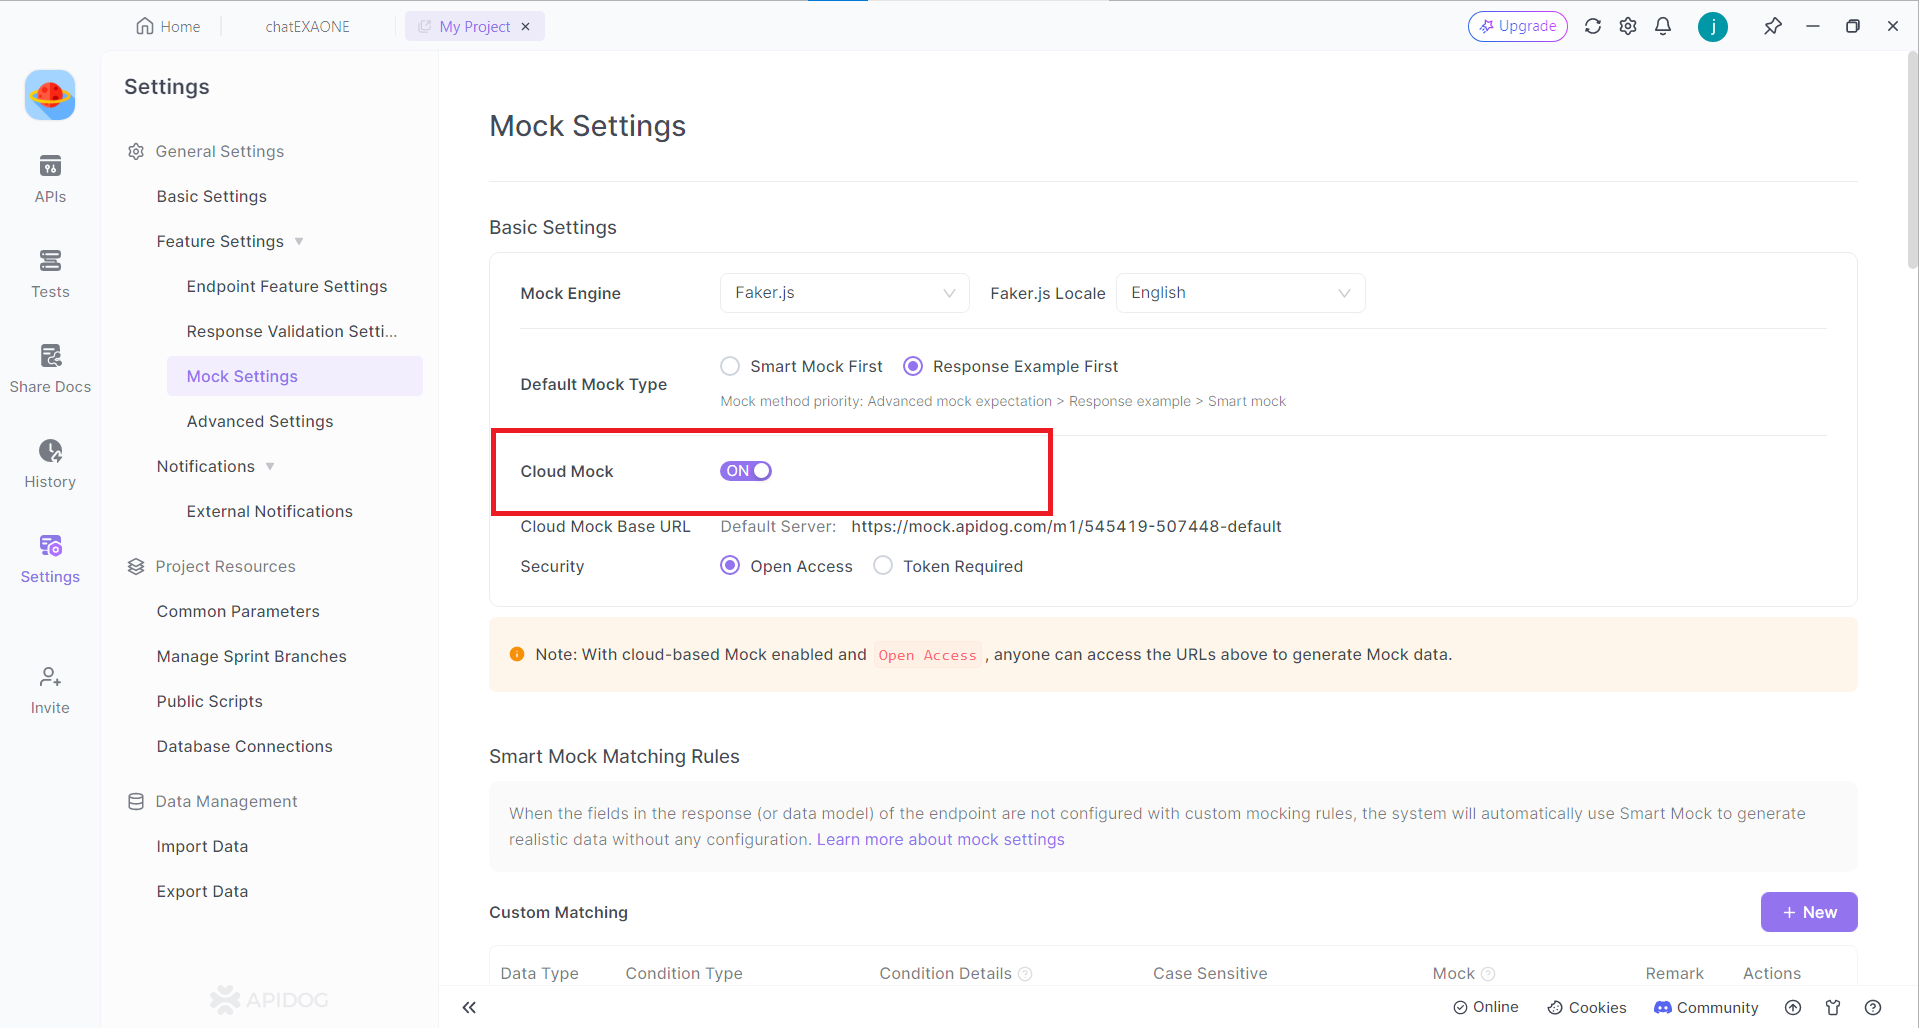 Home
chatEXAONE
My Project
Upgrade
j
APIs
Tests
Share Docs
History
Settings
Invite
Settings
General Settings
Basic Settings
Feature Settings
Endpoint Feature Settings
Response Validation Setti...
Mock Settings
Advanced Settings
Notifications
External Notifications
Project Resources
Common Parameters
Manage Sprint Branches
Public Scripts
Database Connections
Data Management
Import Data
Export Data
APIDOG
Mock Settings
Basic Settings
Mock Engine Faker.js Faker.js Locale English
Smart Mock First Response Example First
Default Mock Type
Mock method priority: Advanced mock expectation > Response example > Smart mock
Cloud Mock ON
Cloud Mock Base URL Default Server: https://mock.apidog.com/m1/545419-507448-default
Security Open Access Token Required
Note: With cloud-based Mock enabled and Open Access , anyone can access the URLs above to generate Mock data.
Smart Mock Matching Rules
When the fields in the response (or data model) of the endpoint are not configured with custom mocking rules, the system will automatically use Smart Mock to generate
realistic data without any configuration. Learn more about mock settings
Custom Matching
+ New
Data Type Condition Type Condition Details Case Sensitive Mock Remark Actions
Online Cookies Community